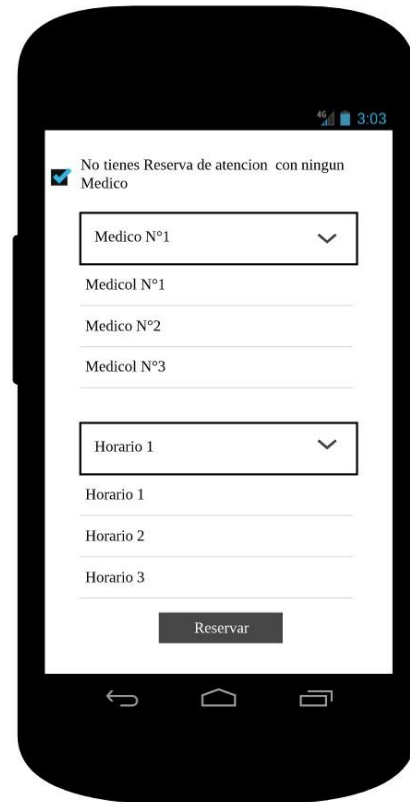 4G 3:03
No tienes Reserva de atencion con ningun
Medico
Medico N°1
Medicol N°1
Medico N°2
Medicol N°3
Horario 1
Horario 1
Horario 2
Horario 3
Reservar